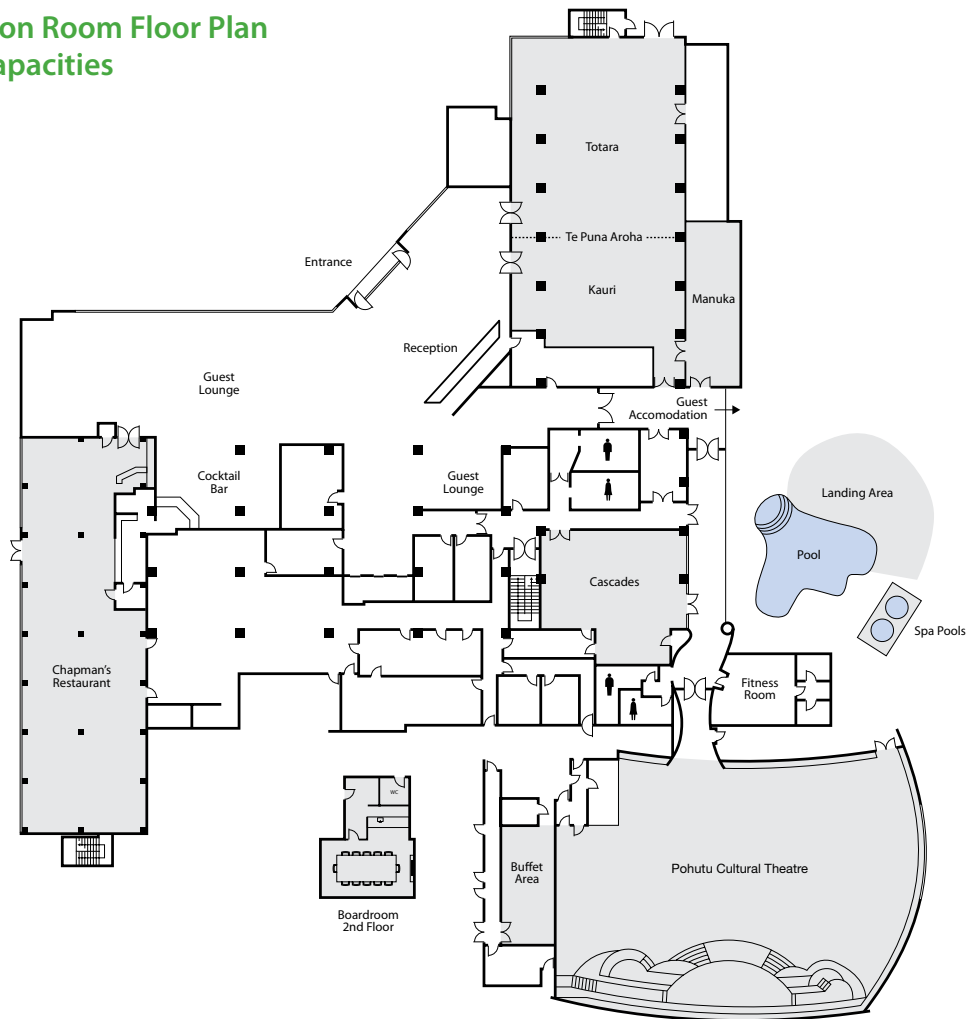 on Room Floor Plan
apacities
Totara
Te Puna Aroha
Entrance
Kauri
Manuka
Reception
Guest
Lounge
Guest
Accomodation
Cocktail
Bar
Guest
Lounge
Landing Area
Pool
Cascades
Spa Pools
Chapman's
Restaurant
Fitness
Room
WC
Buffet
Area
Pohutu Cultural Theatre
Boardroom
2nd Floor